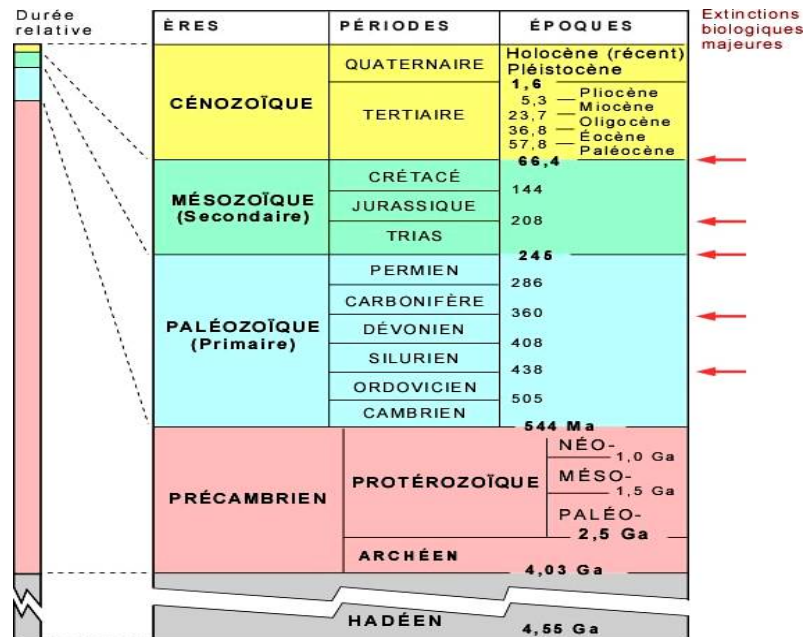 Durée
relative
ÈRES
PÉRIODES
ÉPOQUES
Extinctions
biologiques
majeures
CÉNOZOÏQUE
QUATERNAIRE
Holocène (récent)
Pléistocène
1,6
TERTIAIRE
Pliocène
5,3
Miocène
23,7
Oligocène
36,8
Éocène
57,8
Paléocène
66,4
MÉSOZOÏQUE
(Secondaire)
CRÉTACÉ
144
JURASSIQUE
208
TRIAS
245
PALÉOZOÏQUE
(Primaire)
PERMIEN
286
CARBONIFÈRE
360
DÉVONIEN
408
SILURIEN
438
ORDOVICIEN
505
CAMBRIEN
544 Ma
PRÉCAMBRIEN
PROTÉROZOÏQUE
NÉO-
1,0 Ga
MÉSO-
1,5 Ga
PALÉO-
2,5 Ga
ARCHÉEN
4,03 Ga
HADÉEN
4,55 Ga